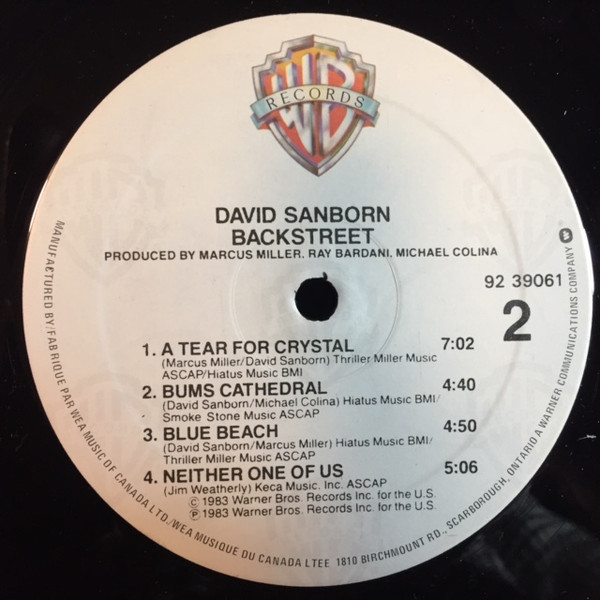 WB
RECORDS
DAVID SANBORN
BACKSTREET
PRODUCED BY MARCUS MILLER, RAY BARDANI, MICHAEL COLINA
92 39061
2
1. A TEAR FOR CRYSTAL 7:02
(Marcus Miller/David Sanborn) Thriller Miller Music
ASCAP/Hiatus Music BMI
2. BUMS CATHEDRAL 4:40
(David Sanborn/Michael Colina) Hiatus Music BMI/
Smoke Stone Music ASCAP
3. BLUE BEACH 4:50
(David Sanborn/Marcus Miller) Hiatus Music BMI/
Thriller Miller Music ASCAP
4. NEITHER ONE OF US 5:06
(Jim Weatherly) Keca Music, Inc. ASCAP
© 1983 Warner Bros. Records Inc. for the U.S.
℗ 1983 Warner Bros. Records Inc. for the U.S.
MANUFACTURED BY/FABRIQUE PAR WEA MUSIC OF CANADA LTD./WEA MUSIQUE DU CANADA LTEE 1810 BIRCHMOUNT RD., SCARBOROUGH, ONTARIO A WARNER COMMUNICATIONS COMPANY